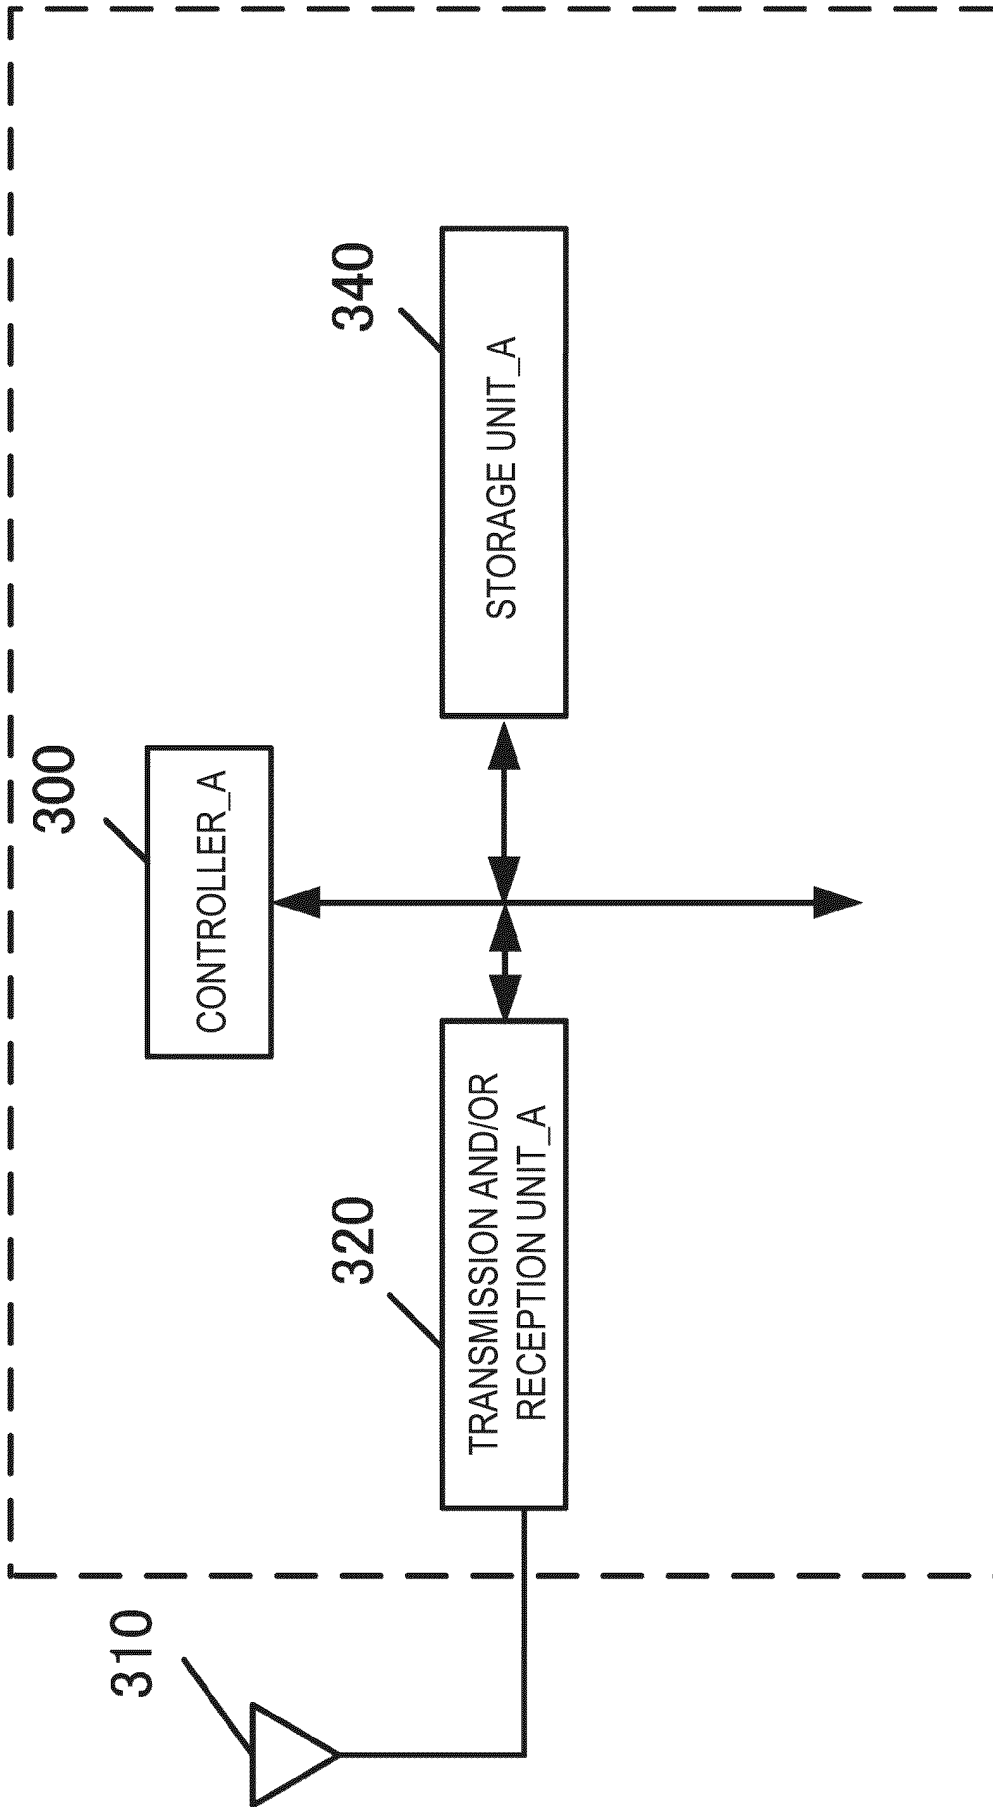 300
CONTROLLER_A
310
320
TRANSMISSION AND/OR
RECEPTION UNIT_A
340
STORAGE UNIT_A